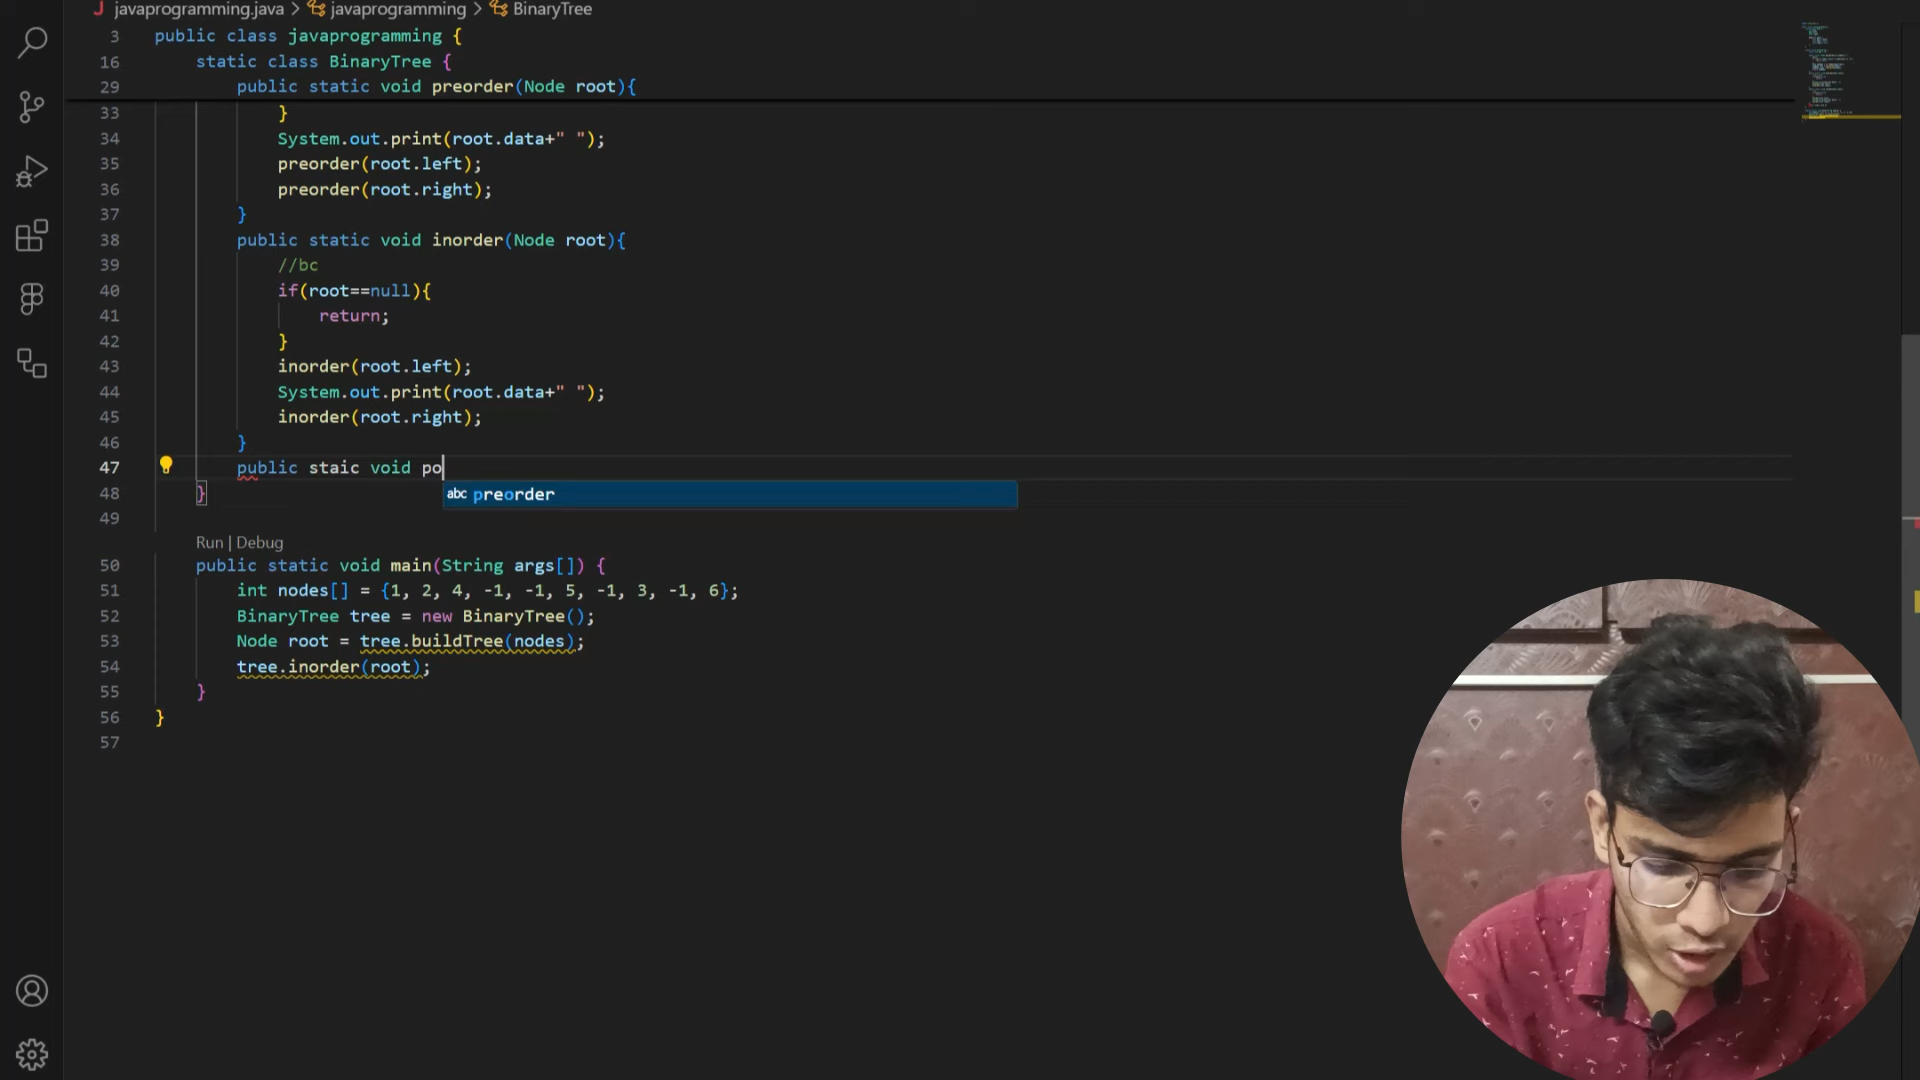 javaprogramming.java > javaprogramming > BinaryTree
3 public class javaprogramming {
16 static class BinaryTree {
29 public static void preorder(Node root){
33 }
34 System.out.print(root.data+" ");
35 preorder(root.left);
36 preorder(root.right);
37 }
38 public static void inorder(Node root){
39 //bc
40 if(root==null){
41 return;
42 }
43 inorder(root.left);
44 System.out.print(root.data+" ");
45 inorder(root.right);
46 }
47 public staic void po
48 }
abc preorder
49
Run | Debug
50 public static void main(String args[]) {
51 int nodes[] = {1, 2, 4, -1, -1, 5, -1, 3, -1, 6};
52 BinaryTree tree = new BinaryTree();
53 Node root = tree.buildTree(nodes);
54 tree.inorder(root);
55 }
56 }
57